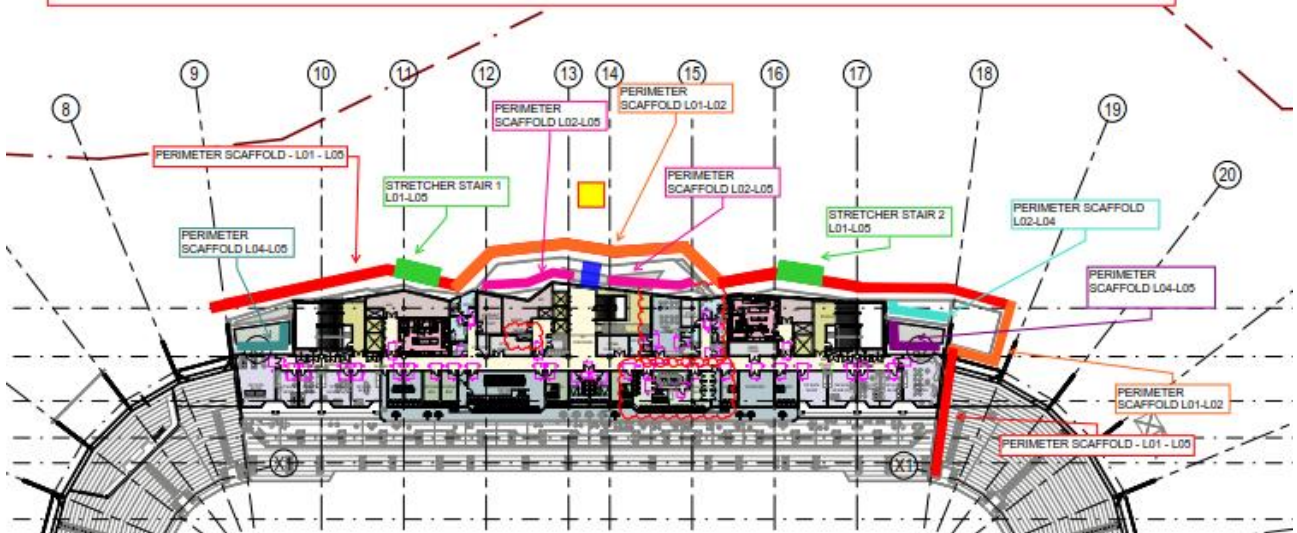 9
10
11
12
13
14
15
16
17
18
8
19
20
PERIMETER
SCAFFOLD L01-L02
PERIMETER
SCAFFOLD L02-L05
PERIMETER SCAFFOLD - L01 - L05
STRETCHER STAIR 1
L01-L05
PERIMETER
SCAFFOLD L02-L05
STRETCHER STAIR 2
L01-L05
PERIMETER SCAFFOLD
L02-L04
PERIMETER
SCAFFOLD L04-L05
PERIMETER
SCAFFOLD L04-L05
PERIMETER
SCAFFOLD L01-L02
PERIMETER SCAFFOLD - L01 - L05
X1
X1